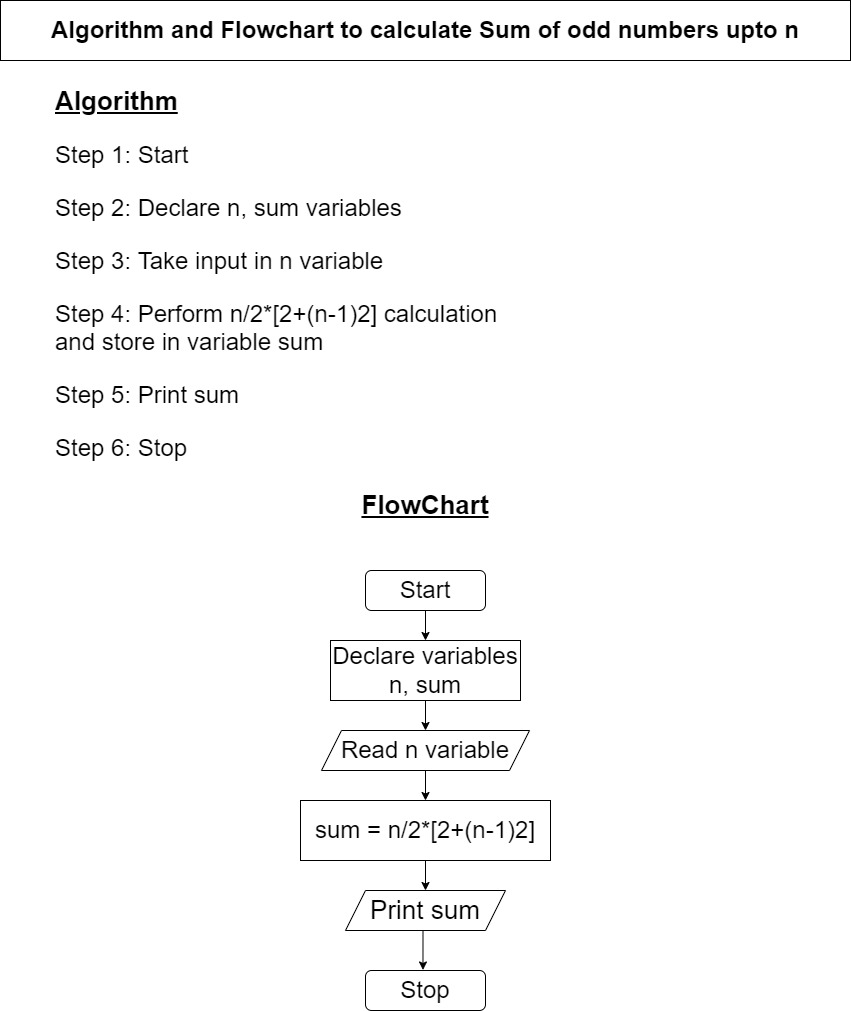 Algorithm and Flowchart to calculate Sum of odd numbers upto n
Algorithm
Step 1: Start
Step 2: Declare n, sum variables
Step 3: Take input in n variable
Step 4: Perform n/2*[2+(n-1)2] calculation
and store in variable sum
Step 5: Print sum
Step 6: Stop
FlowChart
Start
Declare variables
n, sum
Read n variable
sum = n/2*[2+(n-1)2]
Print sum
Stop